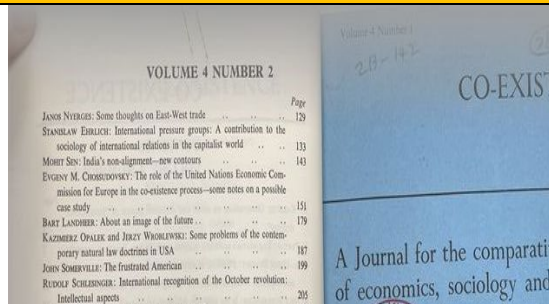 VOLUME 4 NUMBER 2
Page
JANOS NYERGES: Some thoughts on East-West trade .. .. .. 129
STANISLAW EHRLICH: International pressure groups: A contribution to the
sociology of international relations in the capitalist world .. .. 133
MOHIT SEN: India's non-alignment—new contours .. .. .. 143
EVGENY M. CHOSSUDOVSKY: The role of the United Nations Economic Com-
mission for Europe in the co-existence process—some notes on a possible
case study .. .. .. .. .. .. 151
BART LANDHEER: About an image of the future .. .. .. .. 179
KAZIMIERZ OPALEK and JERZY WROBLEWSKI: Some problems of the contem-
porary natural law doctrines in USA .. .. .. .. 187
JOHN SOMERVILLE: The frustrated American .. .. .. .. 199
RUDOLF SCHLESINGER: International recognition of the October revolution:
Intellectual aspects .. .. .. .. .. 205
Volume 4 Number 1
213-142
CO-EXIS
A Journal for the comparati
of economics, sociology and